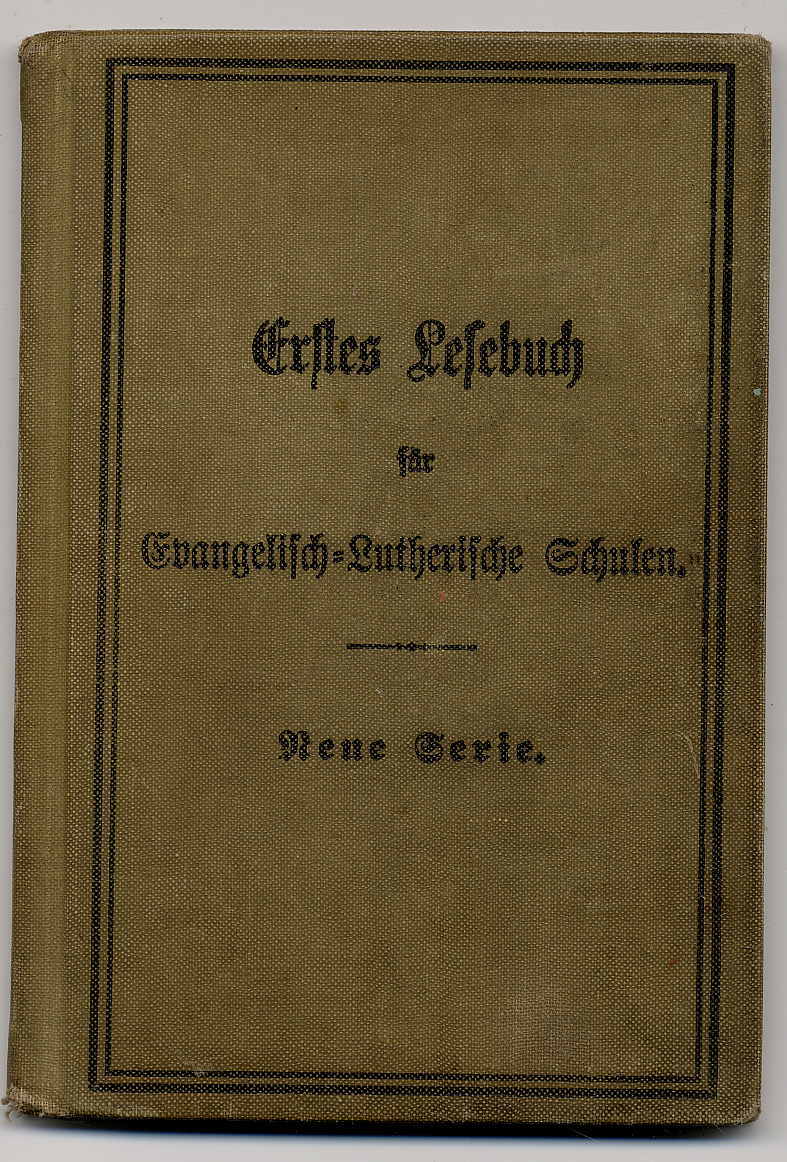 Erstes Lesebuch
für
Evangelisch=Lutherische Schulen.
Neue Serie.